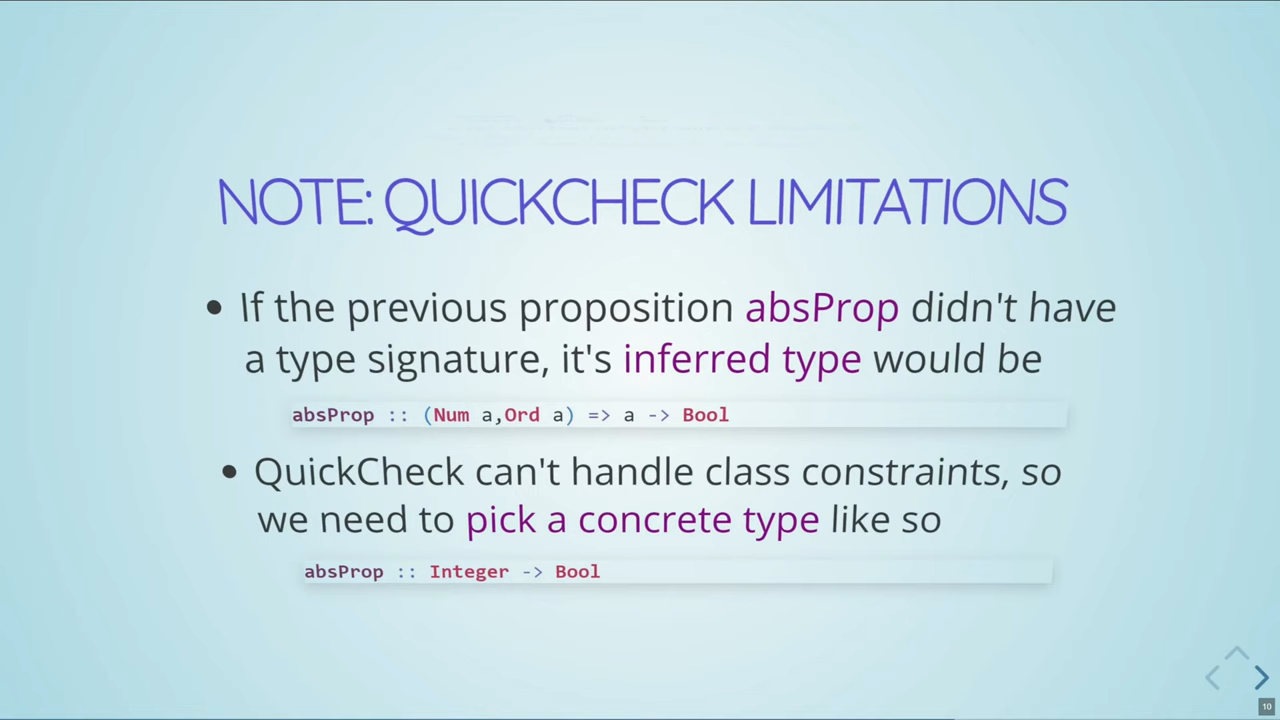 NOTE: QUICKCHECK LIMITATIONS
• If the previous proposition absProp didn't have
a type signature, it's inferred type would be
absProp :: (Num a,Ord a) => a -> Bool
• QuickCheck can't handle class constraints, so
we need to pick a concrete type like so
absProp :: Integer -> Bool
10